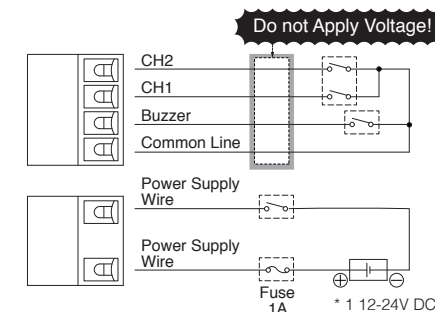 Do not Apply Voltage!
CH2
CH1
Buzzer
Common Line
Power Supply
Wire
Power Supply
Wire
Fuse
1A
* 1 12-24V DC